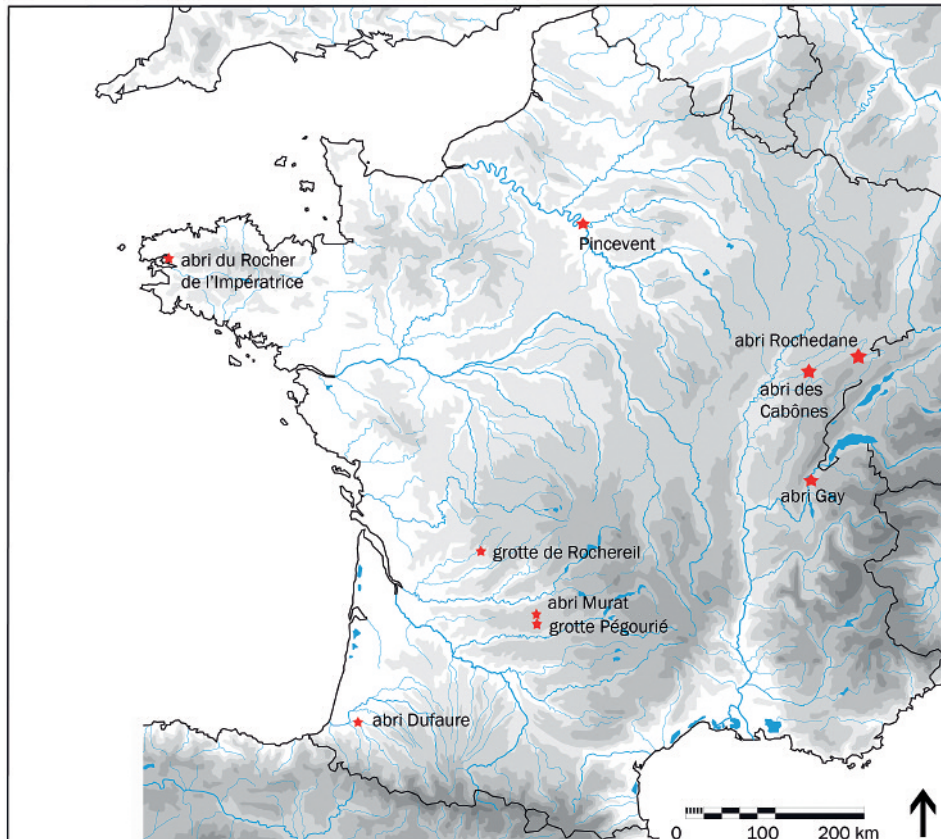 Pincevent
abri du Rocher
de l'Impératrice
abri Rochedane
abri des
Cabônes
abri Gay
grotte de Rochereil
abri Murat
grotte Pégourié
abri Dufaure
0 100 200 km